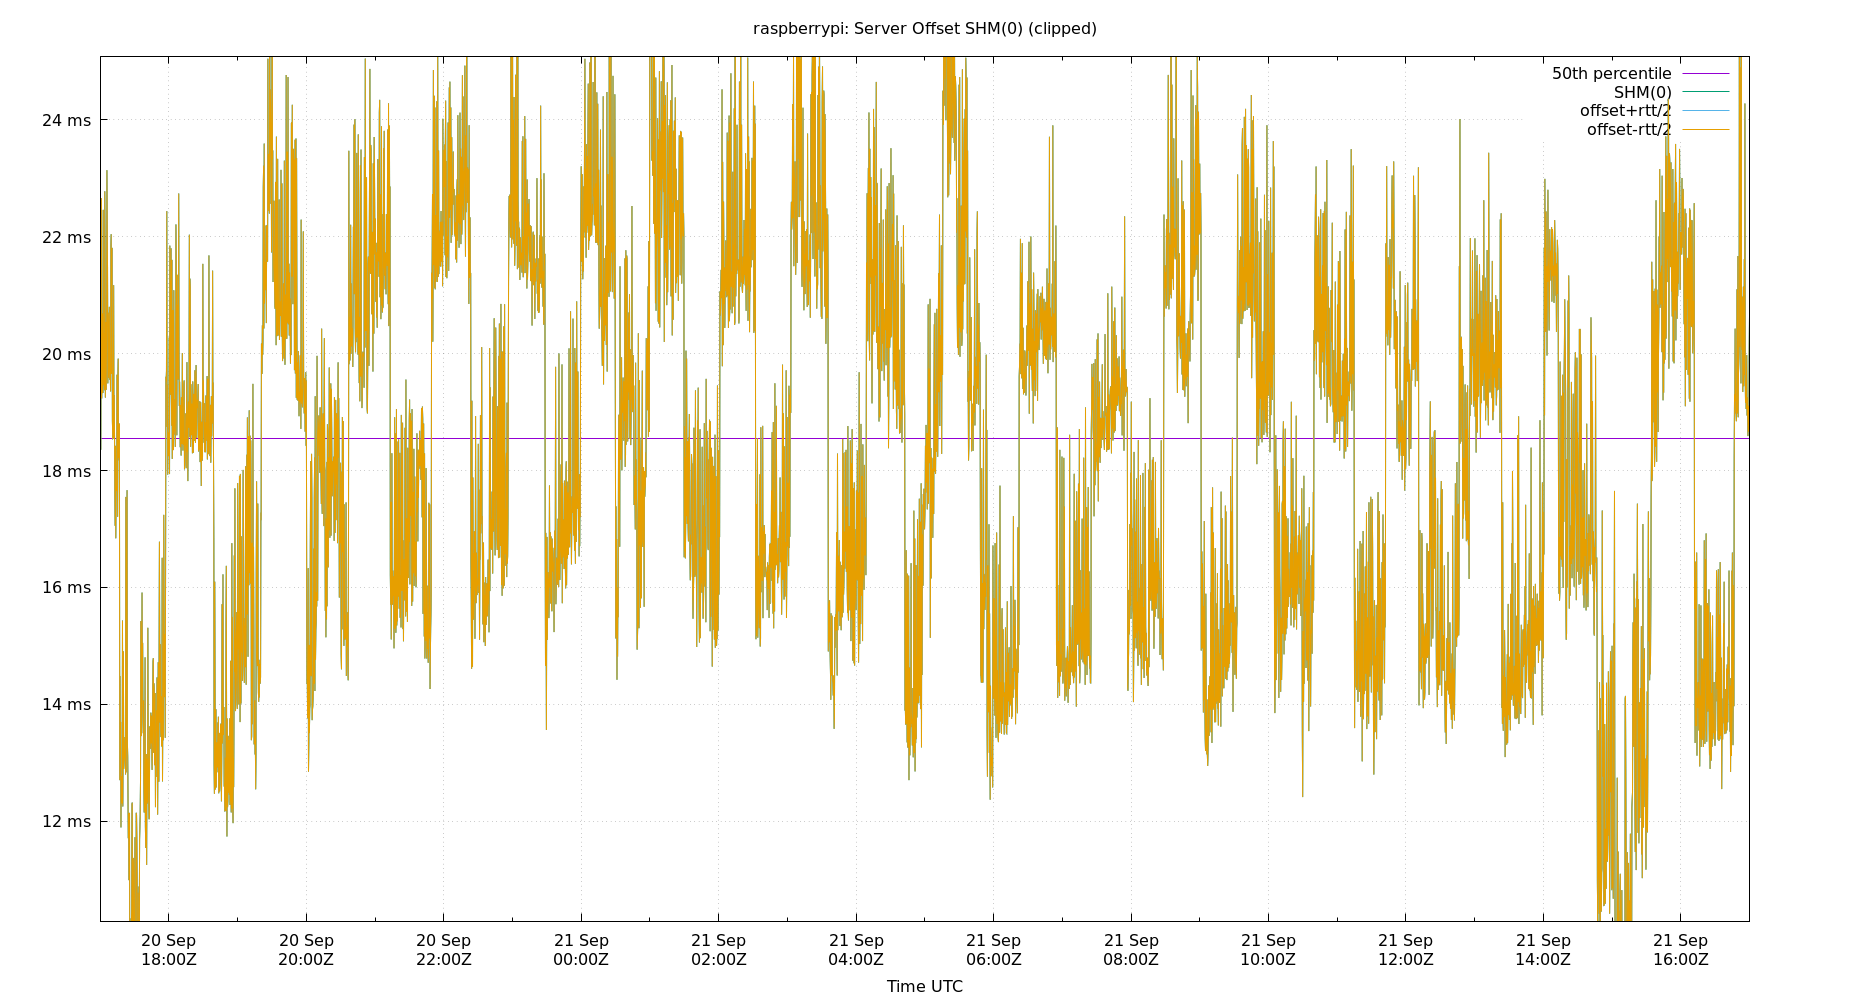 raspberrypi: Server Offset SHM(0) (clipped)
50th percentile
SHM(0)
offset+rtt/2
offset-rtt/2
24 ms
22 ms
20 ms
18 ms
16 ms
14 ms
12 ms
20 Sep 20 Sep 20 Sep 21 Sep 21 Sep 21 Sep 21 Sep 21 Sep 21 Sep 21 Sep 21 Sep 21 Sep
18:00Z 20:00Z 22:00Z 00:00Z 02:00Z 04:00Z 06:00Z 08:00Z 10:00Z 12:00Z 14:00Z 16:00Z
Time UTC